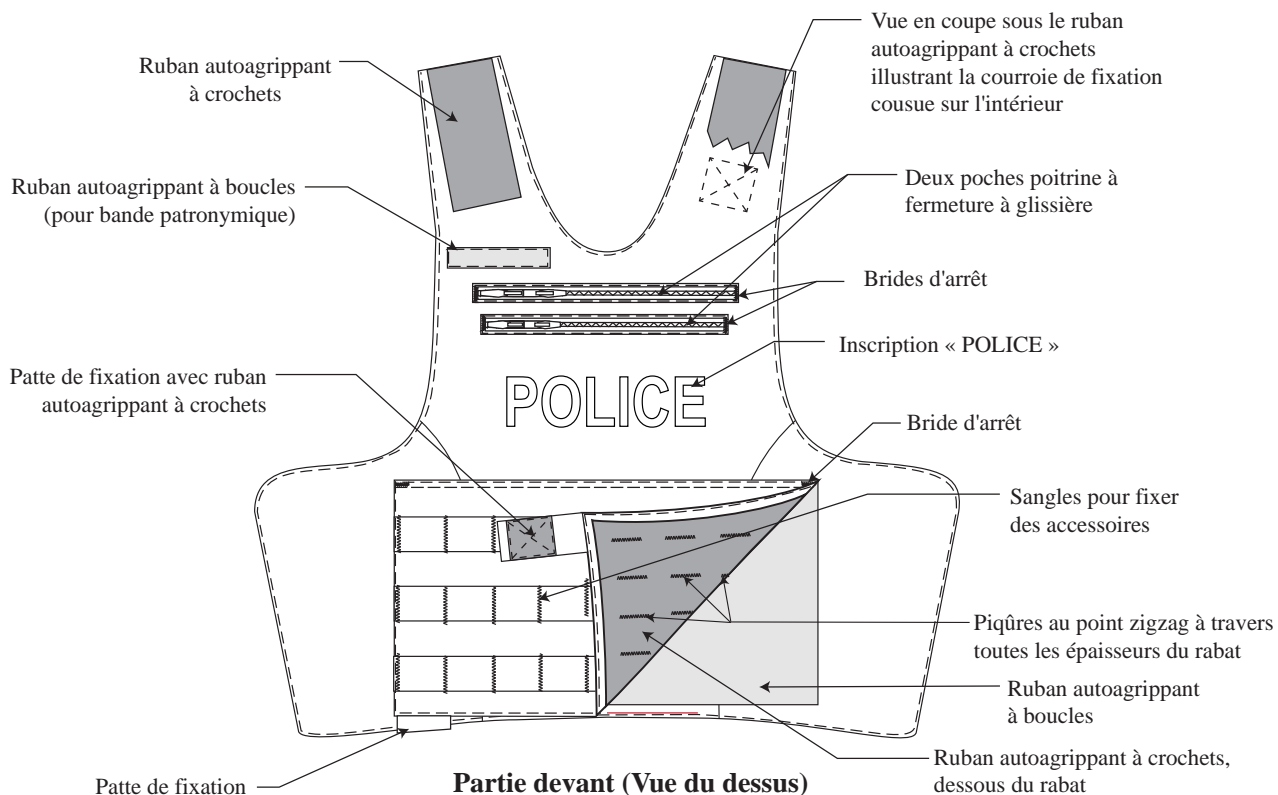 Vue en coupe sous le ruban
autoagrippant à crochets
illustrant la courroie de fixation
cousue sur l'intérieur
Ruban autoagrippant
à crochets
Ruban autoagrippant à boucles
(pour bande patronymique)
Deux poches poitrine à
fermeture à glissière
Brides d'arrêt
Inscription « POLICE »
Patte de fixation avec ruban
autoagrippant à crochets
POLICE
Bride d'arrêt
Sangles pour fixer
des accessoires
Piqûres au point zigzag à travers
toutes les épaisseurs du rabat
Ruban autoagrippant
à boucles
Ruban autoagrippant à crochets,
dessous du rabat
Patte de fixation
Partie devant (Vue du dessus)